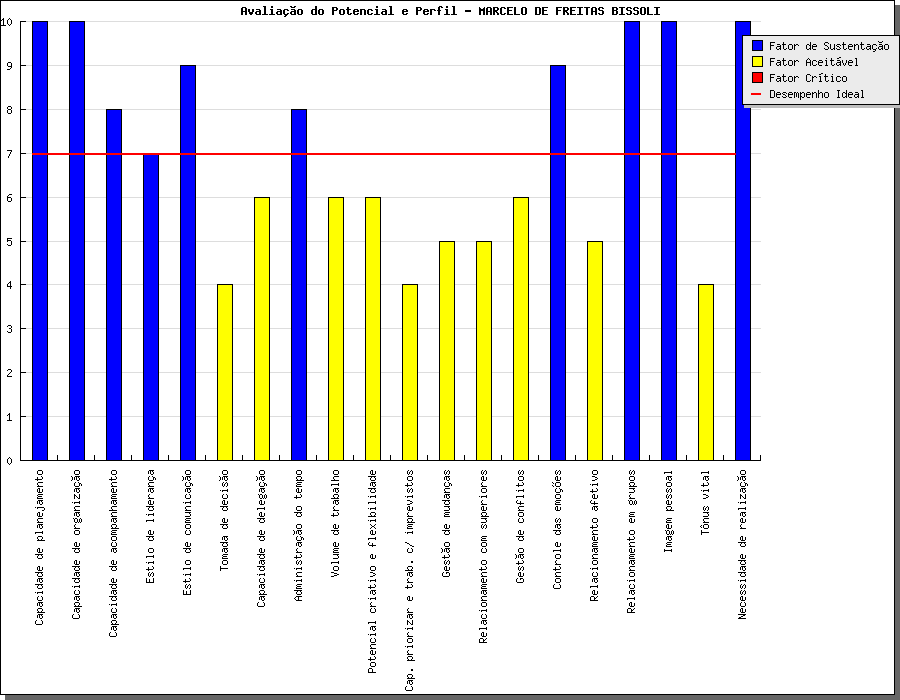 Avaliação do Potencial e Perfil - MARCELO DE FREITAS BISSOLI
10
9
8
7
6
5
4
3
2
1
0
Fator de Sustentação
Fator Aceitável
Fator Crítico
Desempenho Ideal
Capacidade de planejamento
Capacidade de organização
Capacidade de acompanhamento
Estilo de liderança
Estilo de comunicação
Tomada de decisão
Capacidade de delegação
Administração do tempo
Volume de trabalho
Potencial criativo e flexibilidade
Cap. priorizar e trab. c/ imprevistos
Gestão de mudanças
Relacionamento com superiores
Gestão de conflitos
Controle das emoções
Relacionamento afetivo
Relacionamento em grupos
Imagem pessoal
Tônus vital
Necessidade de realização